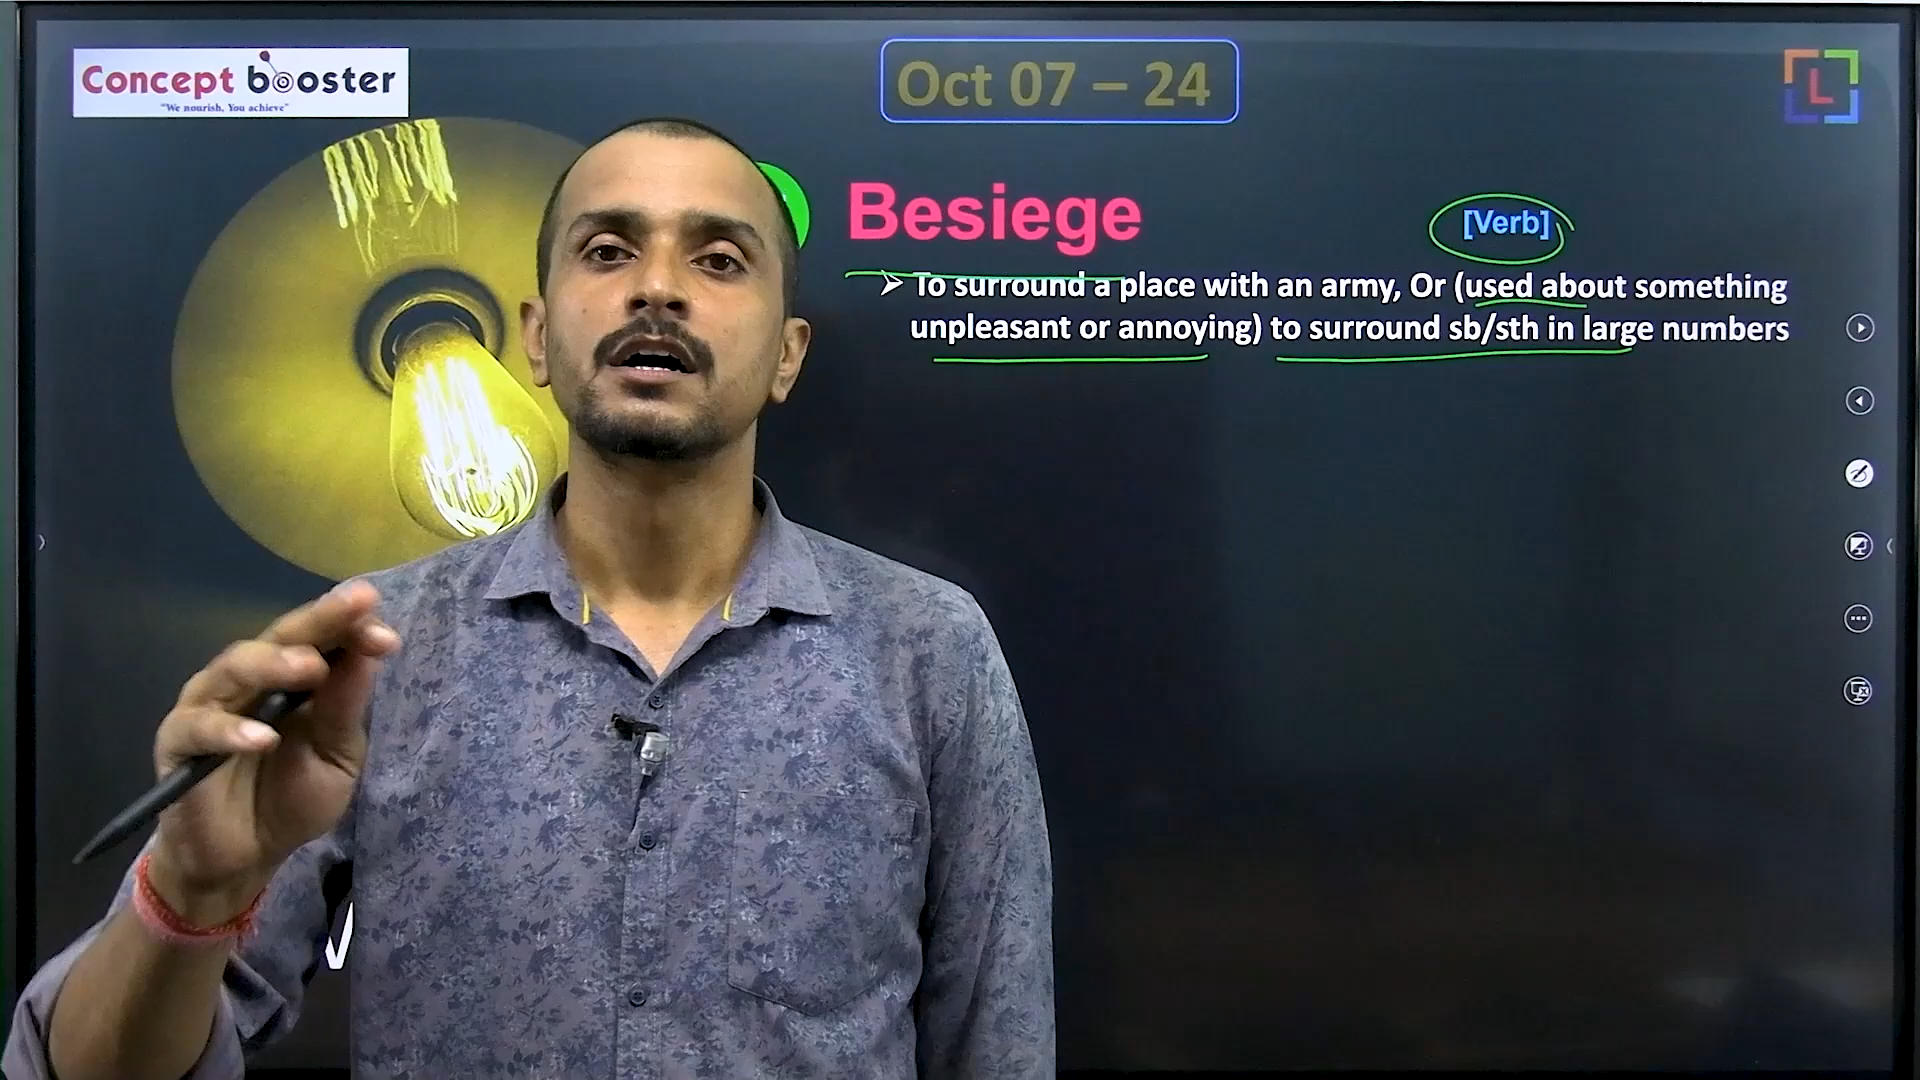 Concept booster
"We nourish, You achieve"
Oct 07 – 24
L
Besiege
[Verb]
➤ To surround a place with an army, Or (used about something
unpleasant or annoying) to surround sb/sth in large numbers